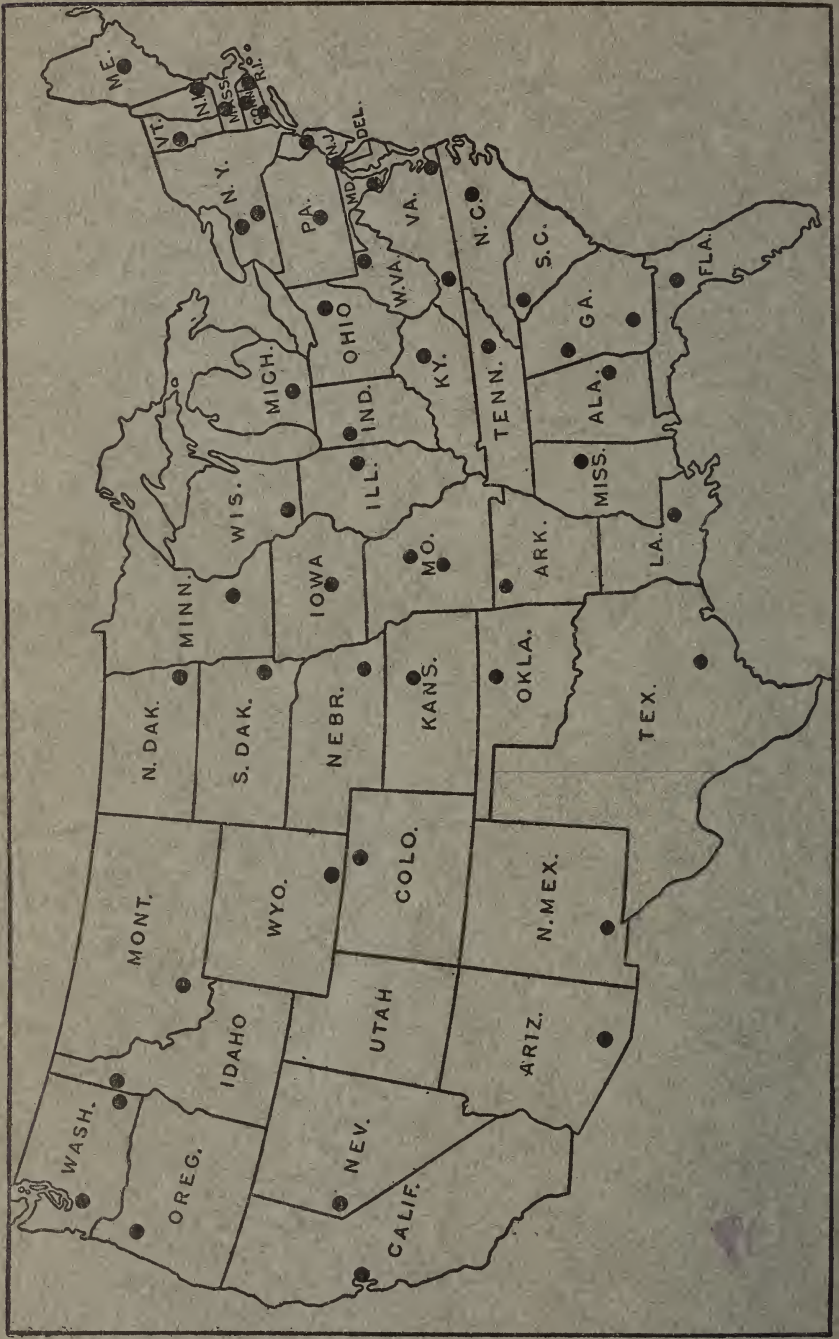 WASH.
OREG.
CALIF.
IDAHO
NEV.
MONT.
WYO.
UTAH
COLO.
ARIZ.
N.MEX.
N. DAK.
S. DAK.
NEBR.
KANS.
OKLA.
TEX.
MINN.
IOWA
MO.
ARK.
LA.
WIS.
ILL.
MICH.
IND.
OHIO
KY.
TENN.
MISS.
ALA.
GA.
FLA.
S.C.
N.C.
VA.
W.VA.
MD.
DEL.
PA.
N.J.
N.Y.
VT.
N.H.
ME.
MASS.
CONN.
R.I.